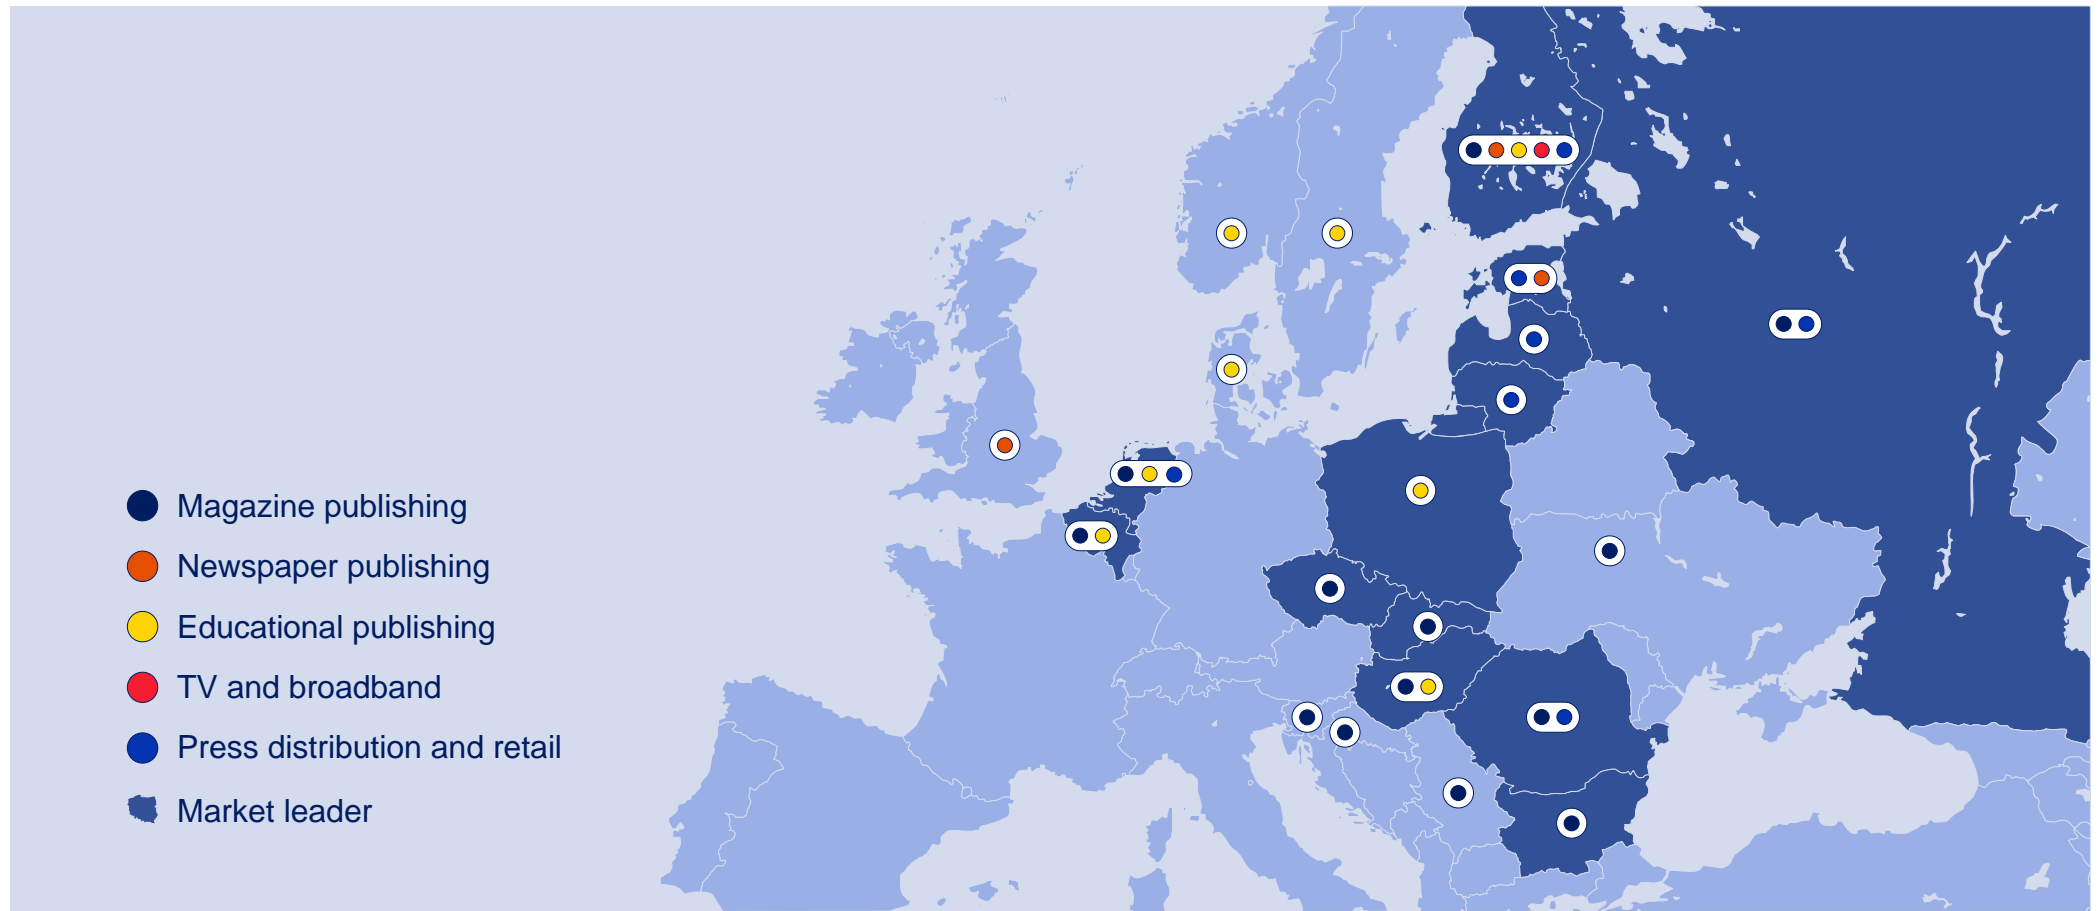 Magazine publishing
Newspaper publishing
Educational publishing
TV and broadband
Press distribution and retail
Market leader